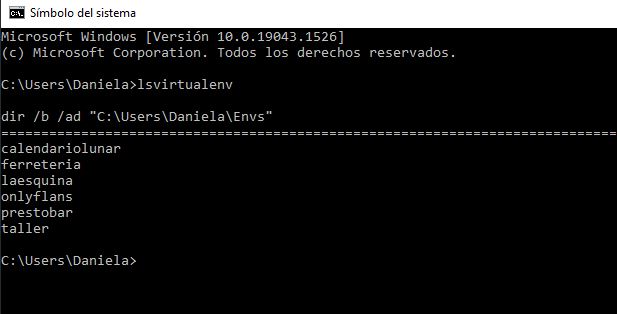 Símbolo del sistema
Microsoft Windows [Versión 10.0.19043.1526]
(c) Microsoft Corporation. Todos los derechos reservados.
C:\Users\Daniela>lsvirtualenv
dir /b /ad "C:\Users\Daniela\Envs"
=============================================================================
calendariolunar
ferreteria
laesquina
onlyflans
prestobar
taller
C:\Users\Daniela>